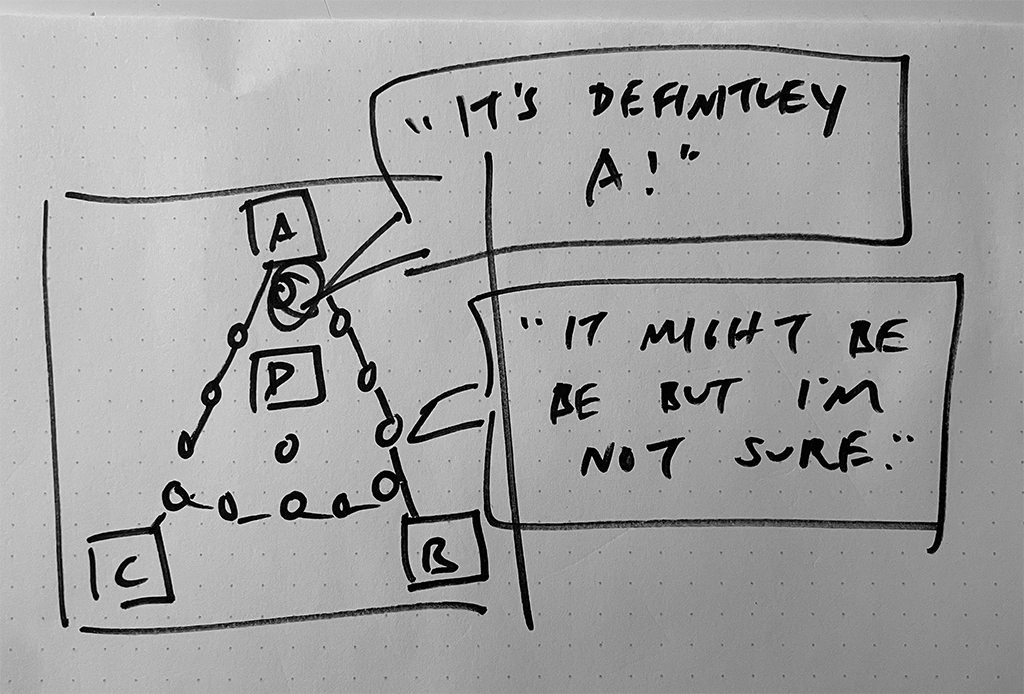 "IT'S DEFINITLEY
A!"
A
"IT MIGHT BE
BE BUT I'M
NOT SURE."
D
C
B